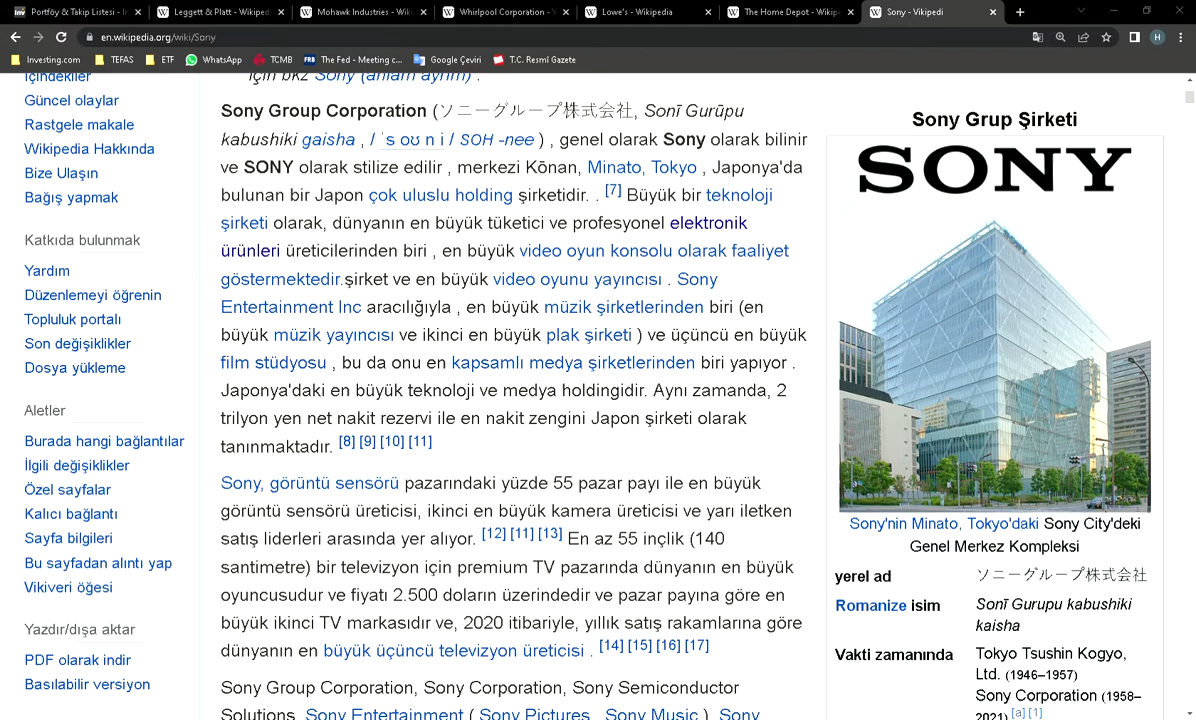 Portföy & Takip Listesi - In
Leggett & Platt - Wikiped
Mohawk Industries - Wik
Whirlpool Corporation - V
Lowe's - Wikipedia
The Home Depot - Wikipe
Sony - Vikipedi
en.wikipedia.org/wiki/Sony
H
Investing.com
TEFAS
ETF
WhatsApp
TCMB
FRB
The Fed - Meeting c...
Google Çeviri
T.C. Resmî Gazete
İçindekiler
Güncel olaylar
Rastgele makale
Wikipedia Hakkında
Bize Ulaşın
Bağış yapmak
Katkıda bulunmak
Yardım
Düzenlemeyi öğrenin
Topluluk portalı
Son değişiklikler
Dosya yükleme
Aletler
Burada hangi bağlantılar
İlgili değişiklikler
Özel sayfalar
Kalıcı bağlantı
Sayfa bilgileri
Bu sayfadan alıntı yap
Vikiveri öğesi
Yazdır/dışa aktar
PDF olarak indir
Basılabilir versiyon
için bkz Sony (anlam ayrım) .
Sony Group Corporation (ソニーグループ株式会社, Sonī Gurūpu
kabushiki gaisha , / ˈs oʊ n i / SOH -nee ) , genel olarak Sony olarak bilinir
ve SONY olarak stilize edilir , merkezi Kōnan, Minato, Tokyo , Japonya'da
bulunan bir Japon çok uluslu holding şirketidir. . [7] Büyük bir teknoloji
şirketi olarak, dünyanın en büyük tüketici ve profesyonel elektronik
ürünleri üreticilerinden biri , en büyük video oyun konsolu olarak faaliyet
göstermektedir.şirket ve en büyük video oyunu yayıncısı . Sony
Entertainment Inc aracılığıyla , en büyük müzik şirketlerinden biri (en
büyük müzik yayıncısı ve ikinci en büyük plak şirketi ) ve üçüncü en büyük
film stüdyosu , bu da onu en kapsamlı medya şirketlerinden biri yapıyor .
Japonya'daki en büyük teknoloji ve medya holdingidir. Aynı zamanda, 2
trilyon yen net nakit rezervi ile en nakit zengini Japon şirketi olarak
tanınmaktadır. [8] [9] [10] [11]
Sony, görüntü sensörü pazarındaki yüzde 55 pazar payı ile en büyük
görüntü sensörü üreticisi, ikinci en büyük kamera üreticisi ve yarı iletken
satış liderleri arasında yer alıyor. [12] [11] [13] En az 55 inçlik (140
santimetre) bir televizyon için premium TV pazarında dünyanın en büyük
oyuncusudur ve fiyatı 2.500 doların üzerindedir ve pazar payına göre en
büyük ikinci TV markasıdır ve, 2020 itibariyle, yıllık satış rakamlarına göre
dünyanın en büyük üçüncü televizyon üreticisi . [14] [15] [16] [17]
Sony Group Corporation, Sony Corporation, Sony Semiconductor
Solutions, Sony Entertainment ( Sony Pictures , Sony Music ), Sony
Sony Grup Şirketi
SONY
Sony'nin Minato, Tokyo'daki Sony City'deki
Genel Merkez Kompleksi
yerel ad ソニーグループ株式会社
Romanize isim Sonī Gurupu kabushiki
kaisha
Vakti zamanında Tokyo Tsushin Kogyo,
Ltd. (1946–1957)
Sony Corporation (1958–
2021) [a] [1]